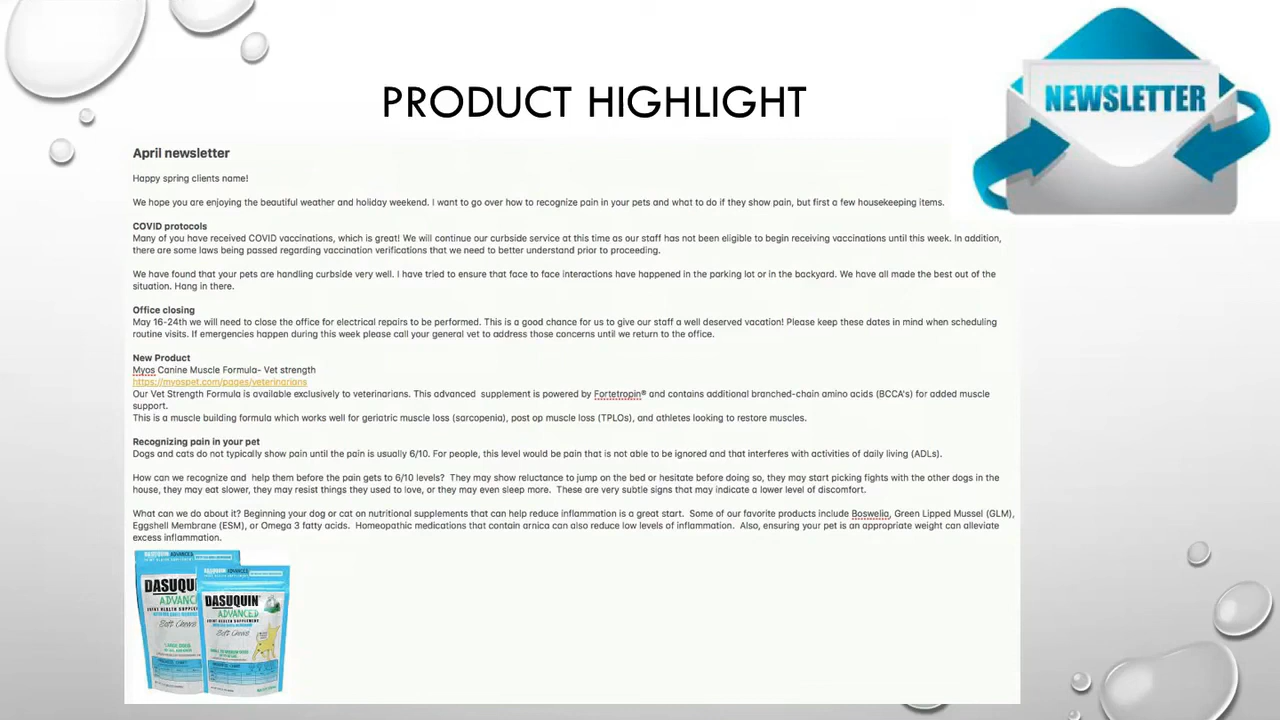 PRODUCT HIGHLIGHT
NEWSLETTER
April newsletter
Happy spring clients name!
We hope you are enjoying the beautiful weather and holiday weekend. I want to go over how to recognize pain in your pets and what to do if they show pain, but first a few housekeeping items.
COVID protocols
Many of you have received COVID vaccinations, which is great! We will continue our curbside service at this time as our staff has not been eligible to begin receiving vaccinations until this week. In addition,
there are some laws being passed regarding vaccination verifications that we need to better understand prior to proceeding.
We have found that your pets are handling curbside very well. I have tried to ensure that face to face interactions have happened in the parking lot or in the backyard. We have all made the best out of the
situation. Hang in there.
Office closing
May 16-24th we will need to close the office for electrical repairs to be performed. This is a good chance for us to give our staff a well deserved vacation! Please keep these dates in mind when scheduling
routine visits. If emergencies happen during this week please call your general vet to address those concerns until we return to the office.
New Product
Myos Canine Muscle Formula- Vet strength
https://myospet.com/pages/veterinarians
Our Vet Strength Formula is available exclusively to veterinarians. This advanced supplement is powered by Fortetropin® and contains additional branched-chain amino acids (BCCA's) for added muscle
support.
This is a muscle building formula which works well for geriatric muscle loss (sarcopenia), post op muscle loss (TPLOs), and athletes looking to restore muscles.
Recognizing pain in your pet
Dogs and cats do not typically show pain until the pain is usually 6/10. For people, this level would be pain that is not able to be ignored and that interferes with activities of daily living (ADLs).
How can we recognize and help them before the pain gets to 6/10 levels? They may show reluctance to jump on the bed or hesitate before doing so, they may start picking fights with the other dogs in the
house, they may eat slower, they may resist things they used to love, or they may even sleep more. These are very subtle signs that may indicate a lower level of discomfort.
What can we do about it? Beginning your dog or cat on nutritional supplements that can help reduce inflammation is a great start. Some of our favorite products include Boswelia, Green Lipped Mussel (GLM),
Eggshell Membrane (ESM), or Omega 3 fatty acids. Homeopathic medications that contain arnica can also reduce low levels of inflammation. Also, ensuring your pet is an appropriate weight can alleviate
excess inflammation.
DASUQU
ADVANC
Soft Chews
DASUQUIN
ADVANCED
JOINT HEALTH SUPPLEMENT
Soft Chews